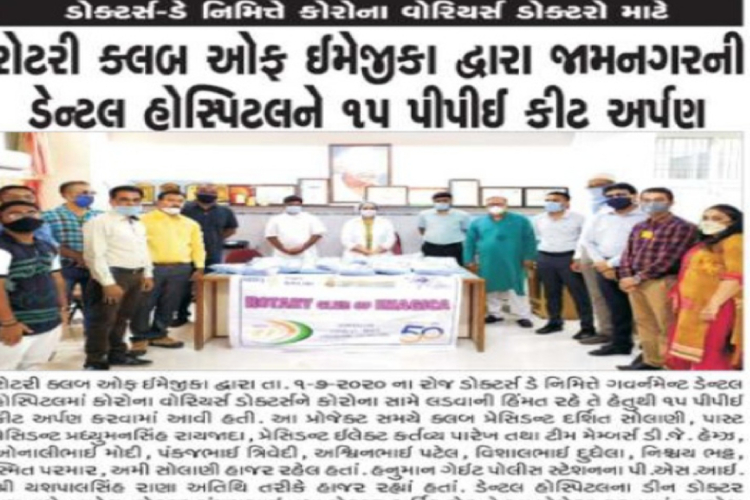 ડોક્ટર્સ-ડે નિમિત્તે કોરોના વોરિયર્સ ડોક્ટરો માટે
રોટરી ક્લબ ઓફ ઈમેજીકા દ્વારા જામનગરની
ડેન્ટલ હોસ્પિટલને ૧૫ પીપીઈ કીટ અર્પણ
ROTARY CLUB OF IMAGICA
50
રોટરી ક્લબ ઓફ ઈમેજીકા દ્વારા તા. ૧-૭-૨૦૨૦ ના રોજ ડોક્ટર્સ ડે નિમિત્તે ગવર્નમેન્ટ ડેન્ટલ
હોસ્પિટલમાં કોરોના વોરિયર્સ ડોક્ટર્સને કોરોના સામે લડવાની હિંમત રહે તે હેતુથી ૧૫ પીપીઈ
કીટ અર્પણ કરવામાં આવી હતી. આ પ્રોજેક્ટ સમયે ક્લબ પ્રેસિડન્ટ દર્શિત સોલાણી, પાસ્ટ
પ્રેસિડન્ટ પ્રધ્યુમનસિંહ રાયજાદા, પ્રેસિડન્ટ ઈલેક્ટ કર્તવ્ય પારેખ તથા ટીમ મેમ્બર્સ ડી.જે. હેમ્ઝ,
મોનાલીભાઈ મોદી, પંકજભાઈ ત્રિવેદી, અશ્વિનભાઈ પટેલ, વિશાલભાઈ દુધેલા, નિશ્ચય ભટ્ટ,
સ્મિત પરમાર, અમી સોલાણી હાજર રહેલ હતાં. હનુમાન ગેઈટ પોલીસ સ્ટેશનના પી.એસ.આઈ.
શ્રી યશપાલસિંહ રાણા અતિથિ તરીકે હાજર રહ્યાં હતાં. ડેન્ટલ હોસ્પિટલના ડીન ડોક્ટર